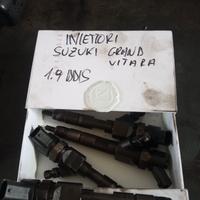 INIETTORI
SUZUKI GRAND
VITARA
1.9 DDIS